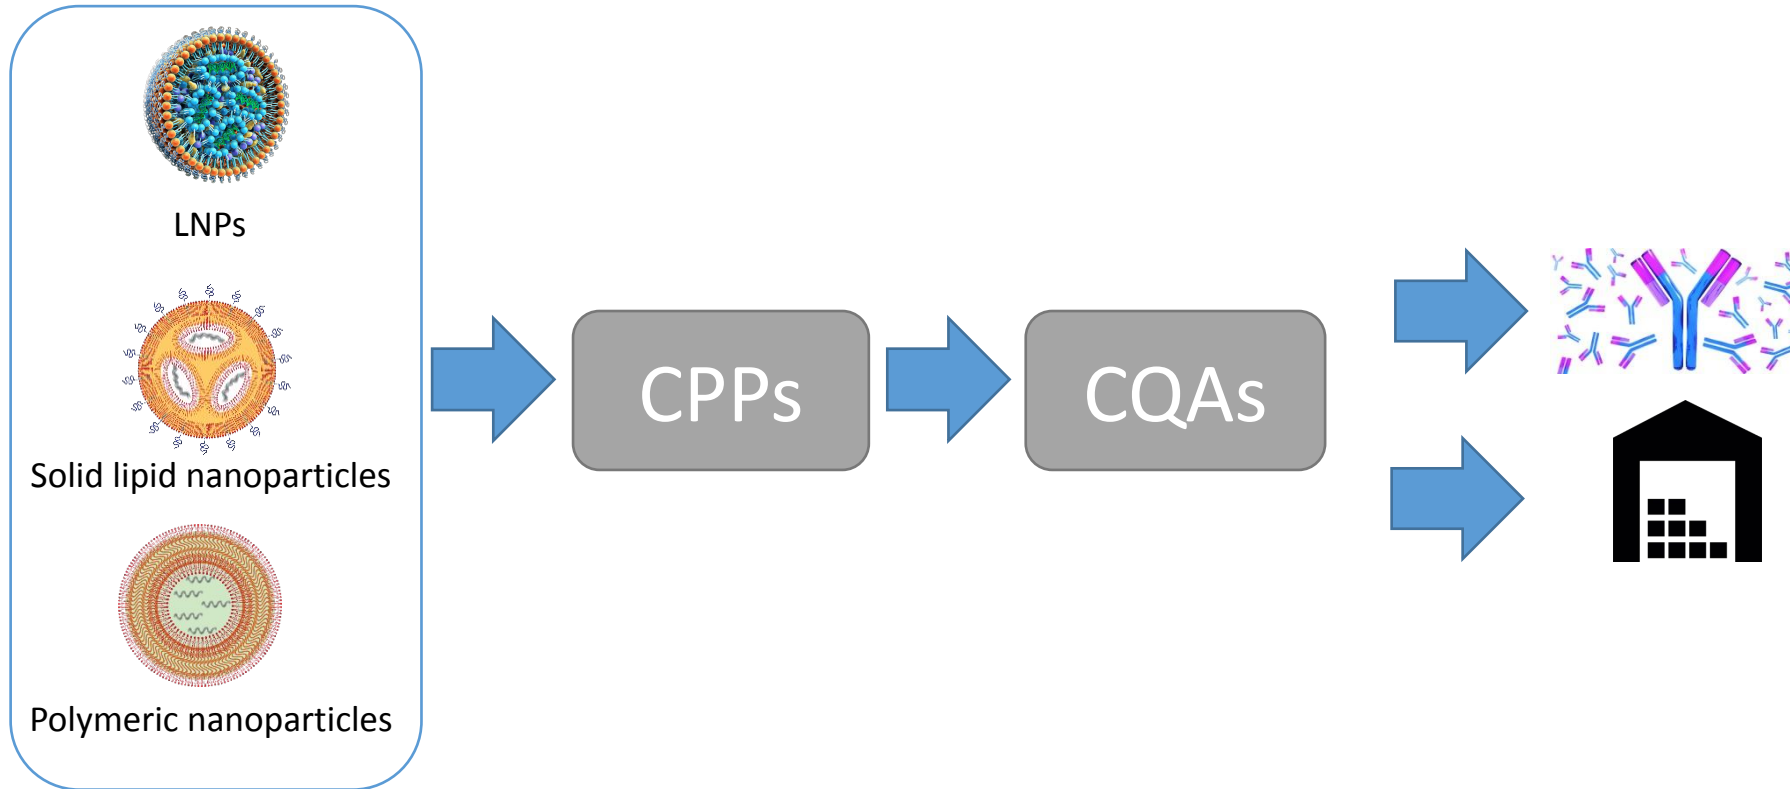 LNPs
Solid lipid nanoparticles
Polymeric nanoparticles
CPPs
CQAs